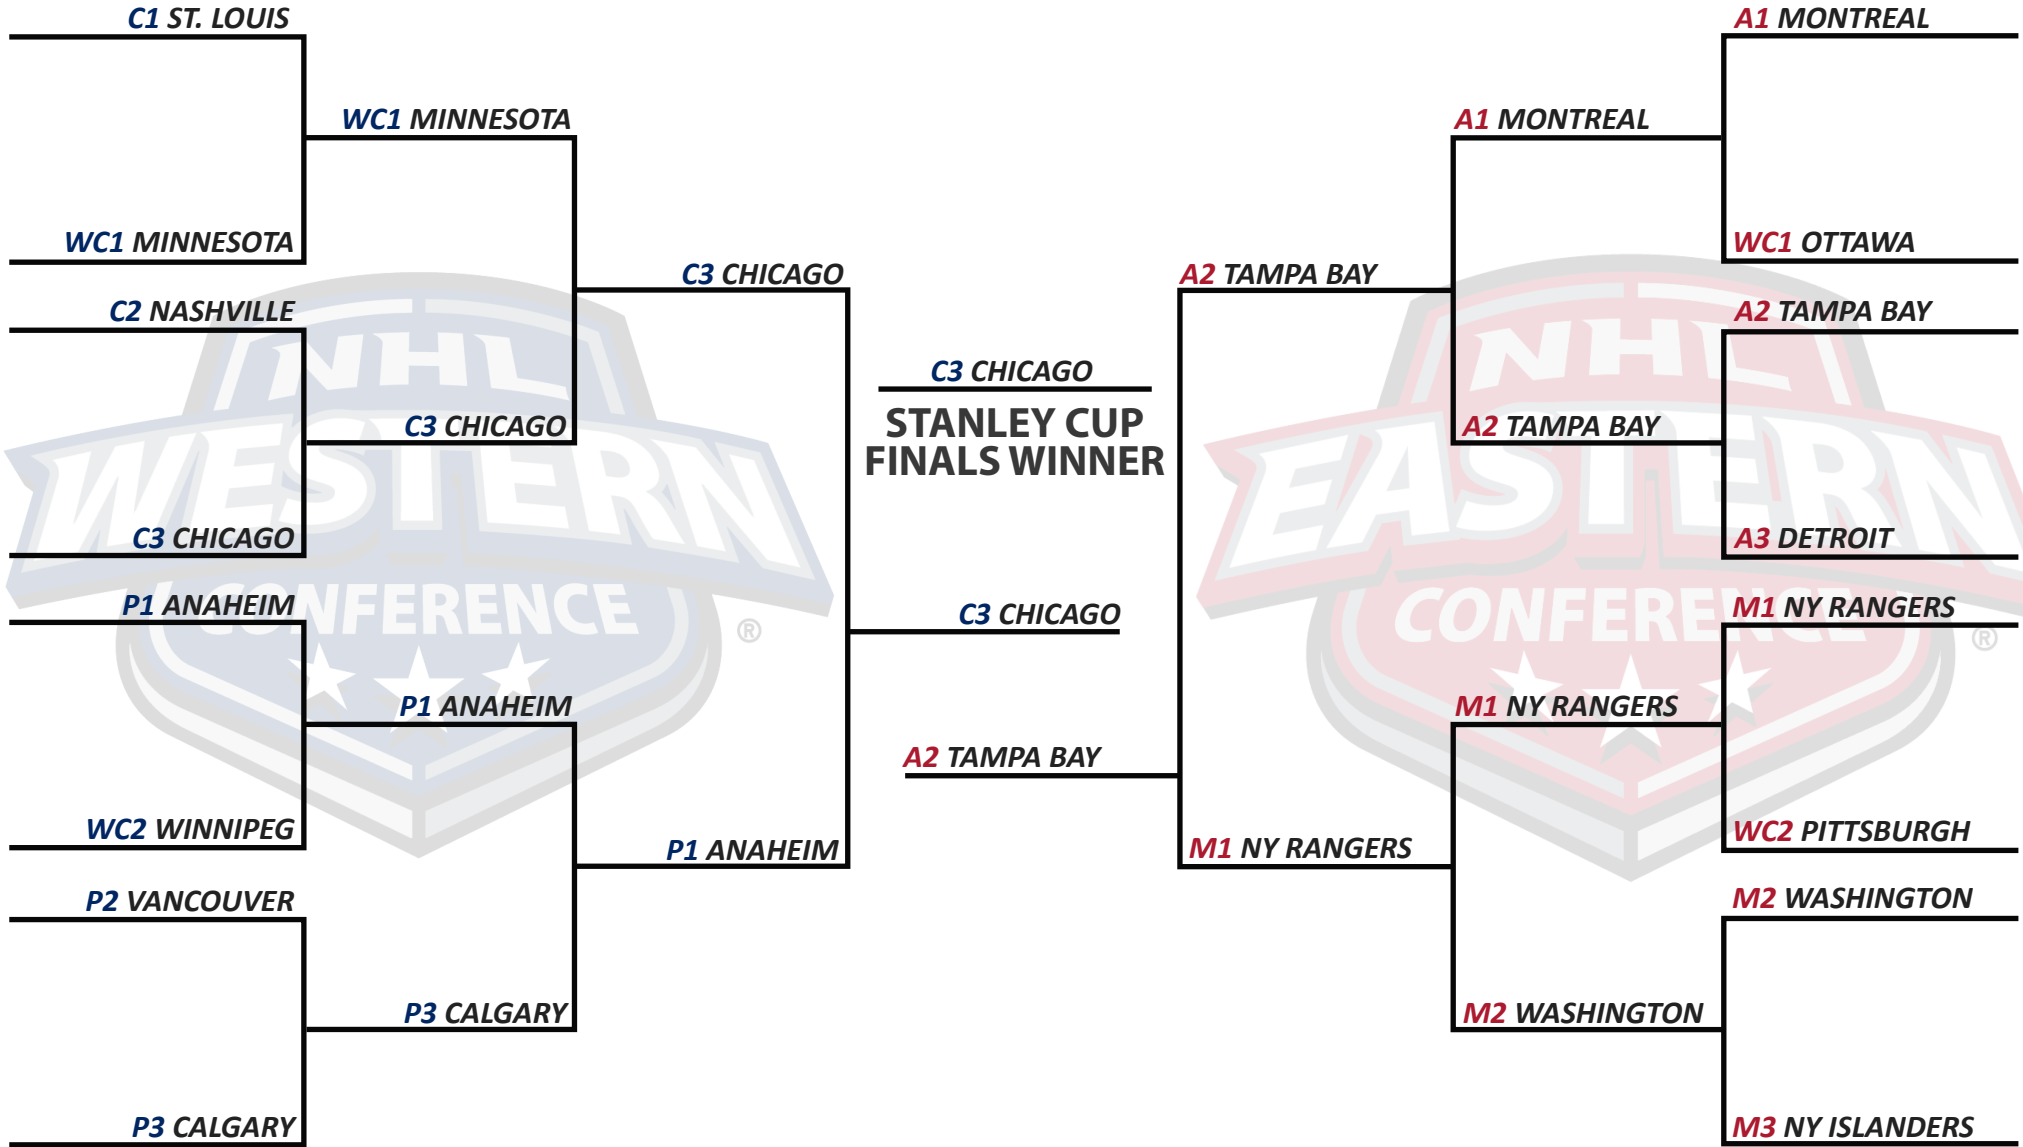 C1 ST. LOUIS
WC1 MINNESOTA
C2 NASHVILLE
C3 CHICAGO
P1 ANAHEIM
WC2 WINNIPEG
P2 VANCOUVER
P3 CALGARY
WC1 MINNESOTA
C3 CHICAGO
P1 ANAHEIM
P3 CALGARY
C3 CHICAGO
P1 ANAHEIM
C3 CHICAGO
STANLEY CUP
FINALS WINNER
C3 CHICAGO
A2 TAMPA BAY
A2 TAMPA BAY
M1 NY RANGERS
A1 MONTREAL
A2 TAMPA BAY
M1 NY RANGERS
M2 WASHINGTON
A1 MONTREAL
WC1 OTTAWA
A2 TAMPA BAY
A3 DETROIT
M1 NY RANGERS
WC2 PITTSBURGH
M2 WASHINGTON
M3 NY ISLANDERS
NHL
WESTERN
CONFERENCE
®
NHL
EASTERN
CONFERENCE
®